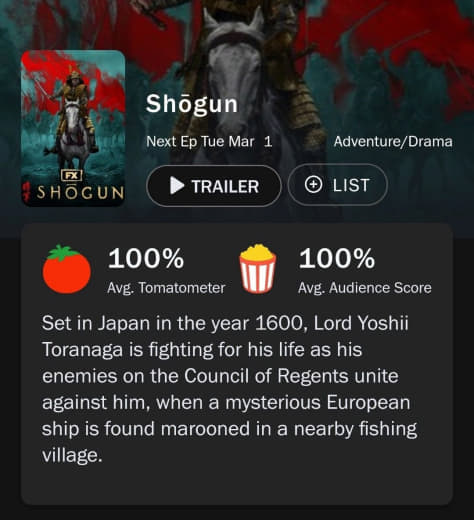 Shōgun
Next Ep Tue Mar 1
Adventure/Drama
TRAILER
LIST
FX
SHŌGUN
100%
Avg. Tomatometer
100%
Avg. Audience Score
Set in Japan in the year 1600, Lord Yoshii
Toranaga is fighting for his life as his
enemies on the Council of Regents unite
against him, when a mysterious European
ship is found marooned in a nearby fishing
village.